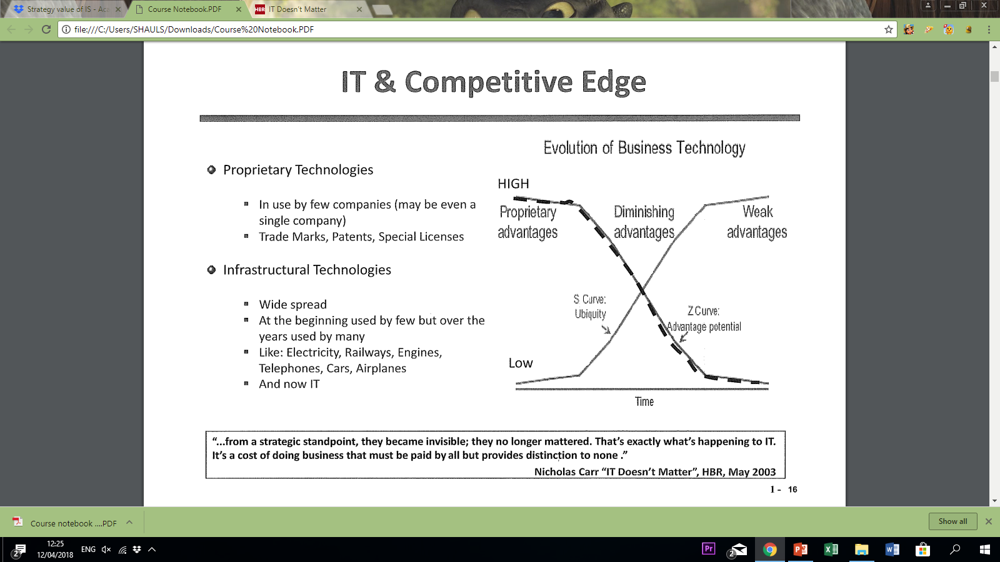 Strategy value of IS - Aca
Course Notebook.PDF
HBR
IT Doesn't Matter
file:///C:/Users/SHAULS/Downloads/Course%20Notebook.PDF
IT & Competitive Edge
Evolution of Business Technology
Proprietary Technologies
In use by few companies (may be even a
single company)
Trade Marks, Patents, Special Licenses
Infrastructural Technologies
Wide spread
At the beginning used by few but over the
years used by many
Like: Electricity, Railways, Engines,
Telephones, Cars, Airplanes
And now IT
HIGH
Proprietary
advantages
Diminishing
advantages
Weak
advantages
S Curve:
Ubiquity
Z Curve:
Advantage potential
Low
Time
“...from a strategic standpoint, they became invisible; they no longer mattered. That’s exactly what’s happening to IT.
It’s a cost of doing business that must be paid by all but provides distinction to none .”
Nicholas Carr “IT Doesn’t Matter”, HBR, May 2003
1 - 16
Course notebook ....PDF
Show all
2
12:25
12/04/2018
ENG
Pr
2